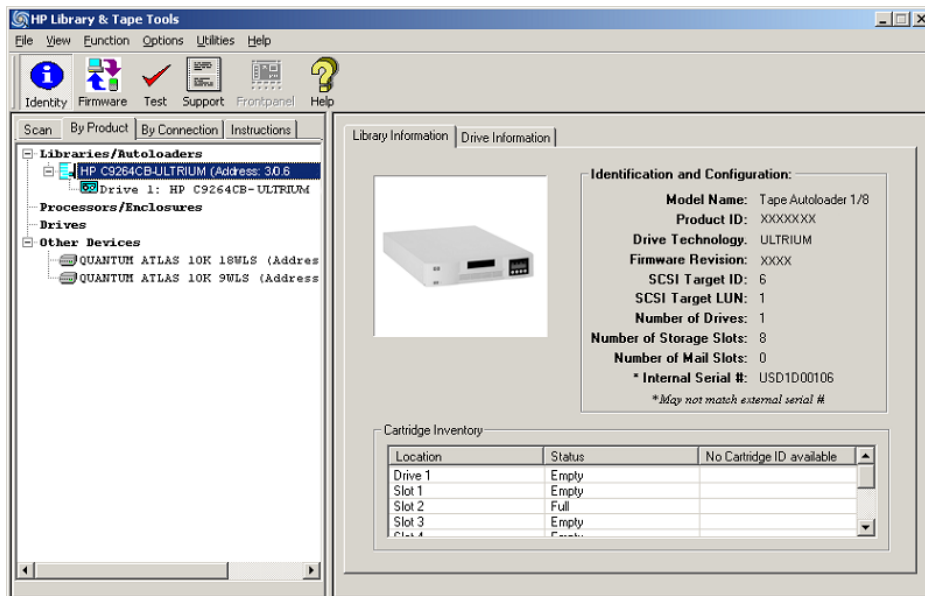 HP Library & Tape Tools
File View Function Options Utilities Help
Identity Firmware Test Support Frontpanel Help
Scan By Product By Connection Instructions
Libraries/Autoloaders
HP C9264CB-ULTRIUM (Address: 3.0.6
Drive 1: HP C9264CB-ULTRIUM
Processors/Enclosures
Drives
Other Devices
QUANTUM ATLAS 10K 18WLS (Addres
QUANTUM ATLAS 10K 9WLS (Address
Library Information Drive Information
Identification and Configuration:
Model Name: Tape Autoloader 1/8
Product ID: XXXXXXX
Drive Technology. ULTRIUM
Firmware Revision: XXXX
SCSI Target ID: 6
SCSI Target LUN: 1
Number of Drives: 1
Number of Storage Slots: 8
Number of Mail Slots: 0
* Internal Serial #: USD1D00106
*May not match external serial #
Cartridge Inventory
Location Status No Cartridge ID available
Drive 1 Empty
Slot 1 Empty
Slot 2 Full
Slot 3 Empty
Slot 4 Empty